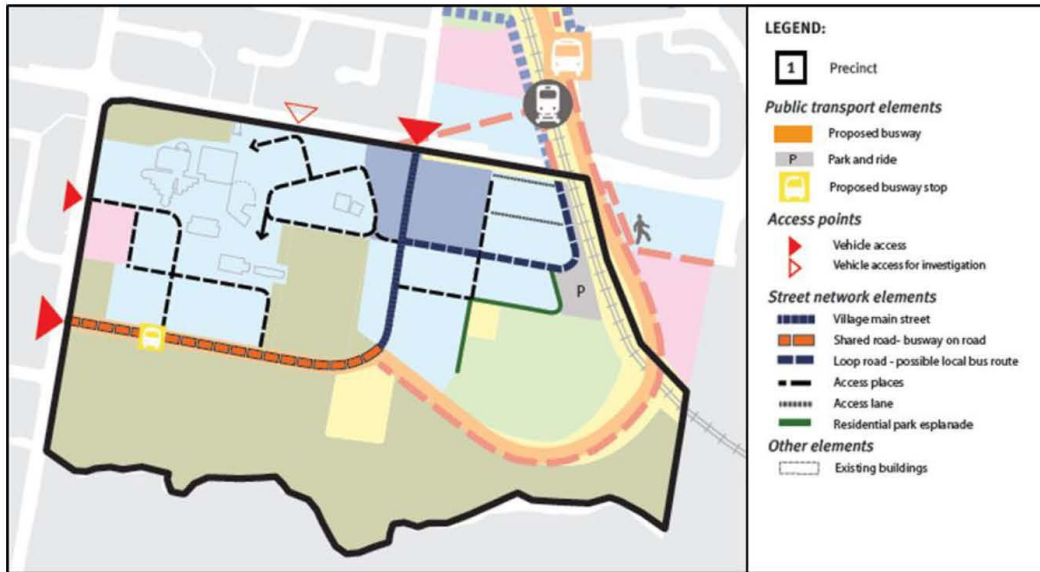 P
LEGEND:
1 Precinct
Public transport elements
Proposed busway
P Park and ride
Proposed busway stop
Access points
Vehicle access
Vehicle access for investigation
Street network elements
Village main street
Shared road- busway on road
Loop road - possible local bus route
Access places
Access lane
Residential park esplanade
Other elements
Existing buildings